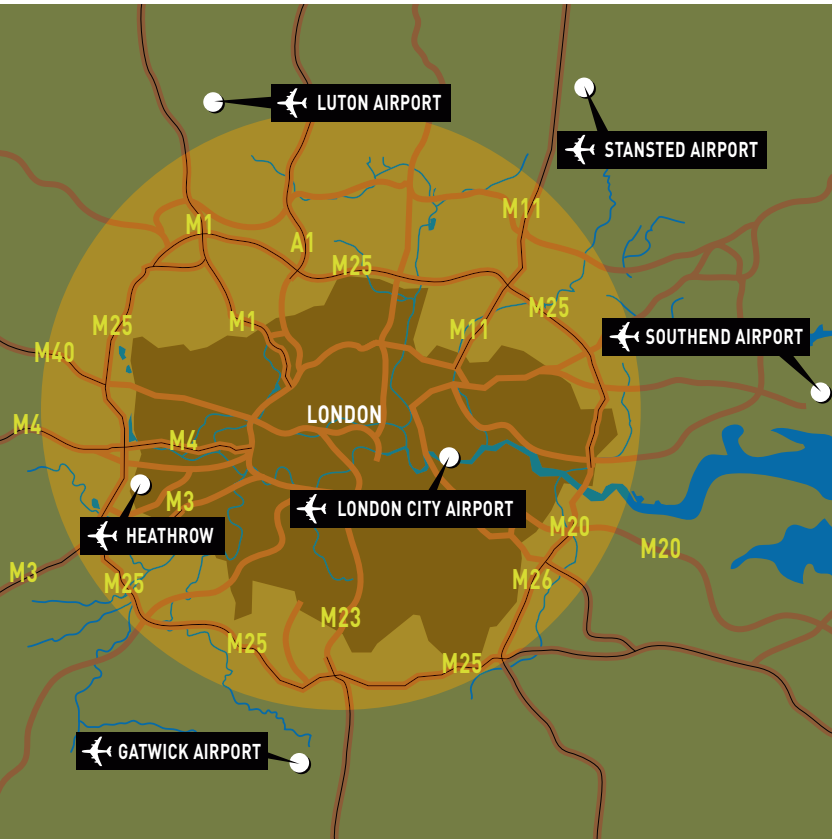 LUTON AIRPORT
STANSTED AIRPORT
M11
M1
A1
M25
M25
M1
M11
M25
SOUTHEND AIRPORT
M40
LONDON
M4
M4
M3
LONDON CITY AIRPORT
M20
HEATHROW
M20
M3
M25
M26
M23
M25
M25
GATWICK AIRPORT